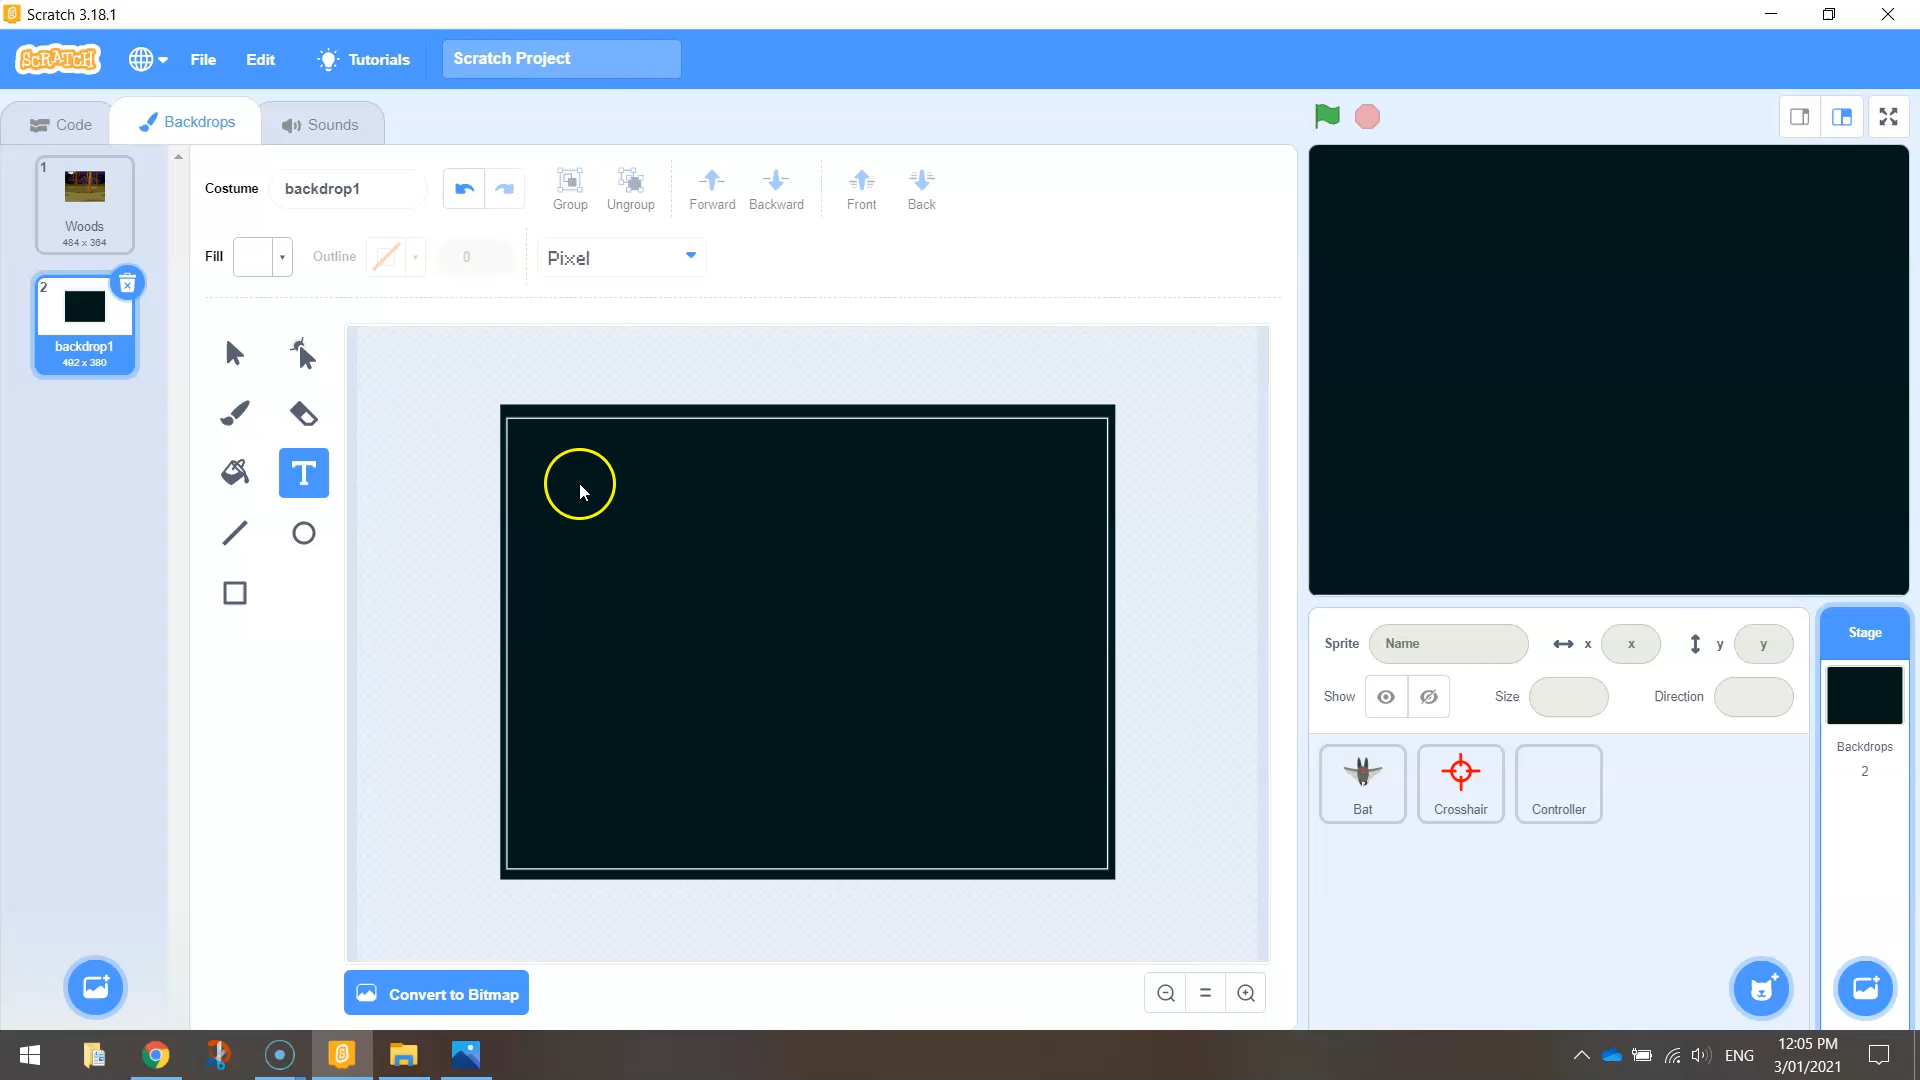 Scratch 3.18.1
SCRATCH
File
Edit
Tutorials
Scratch Project
Code
Backdrops
Sounds
1
Woods
484 x 364
2
backdrop1
492 x 380
Costume
backdrop1
Group
Ungroup
Forward
Backward
Front
Back
Fill
Outline
0
Pixel
T
Convert to Bitmap
Sprite
Name
x
x
y
y
Show
Size
Direction
Bat
Crosshair
Controller
Stage
Backdrops
2
ENG
12:05 PM
3/01/2021